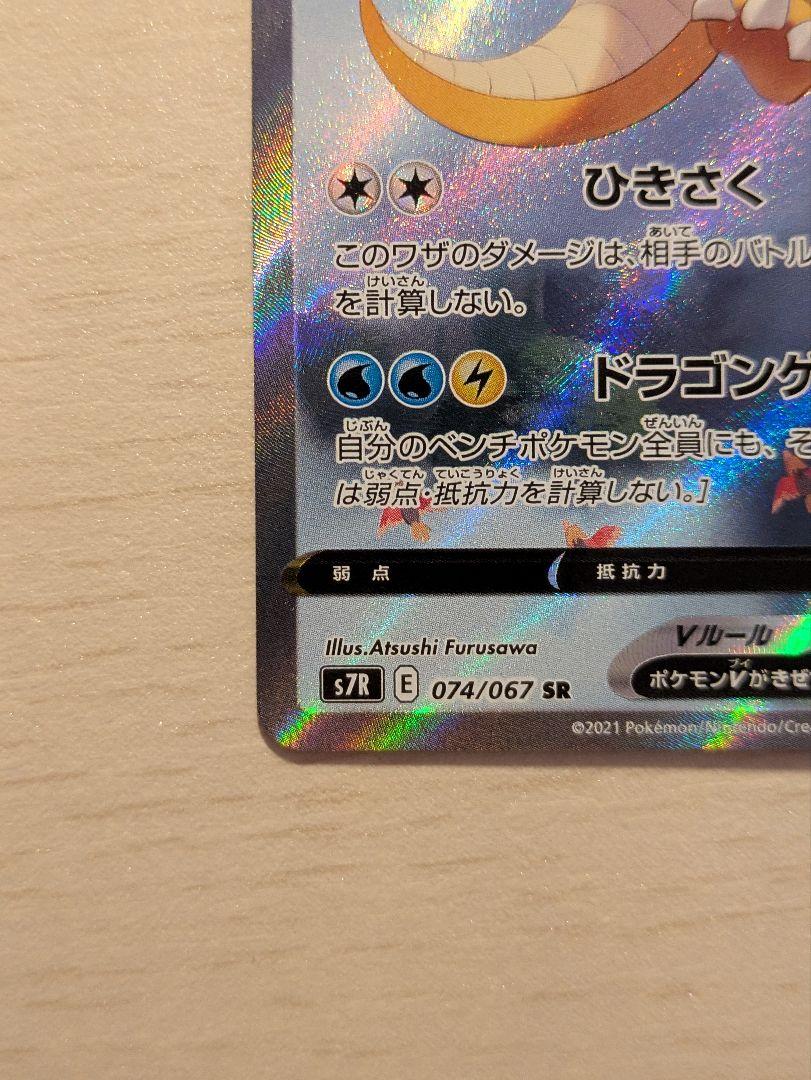 ひきさく
このワザのダメージは、相手のバトル
あいて
を計算しない。
けいさん
ドラゴンゲ
自分のベンチポケモン全員にも、そ
じぶん ぜんいん
は弱点・抵抗力を計算しない。]
じゃくてん ていこうりょく けいさん
弱点 抵抗力
Illus.Atsushi Furusawa
Vルール
s7R E 074/067 SR
ポケモンVがきぜ
ブイ
©2021 Pokémon/Nintendo/Cre